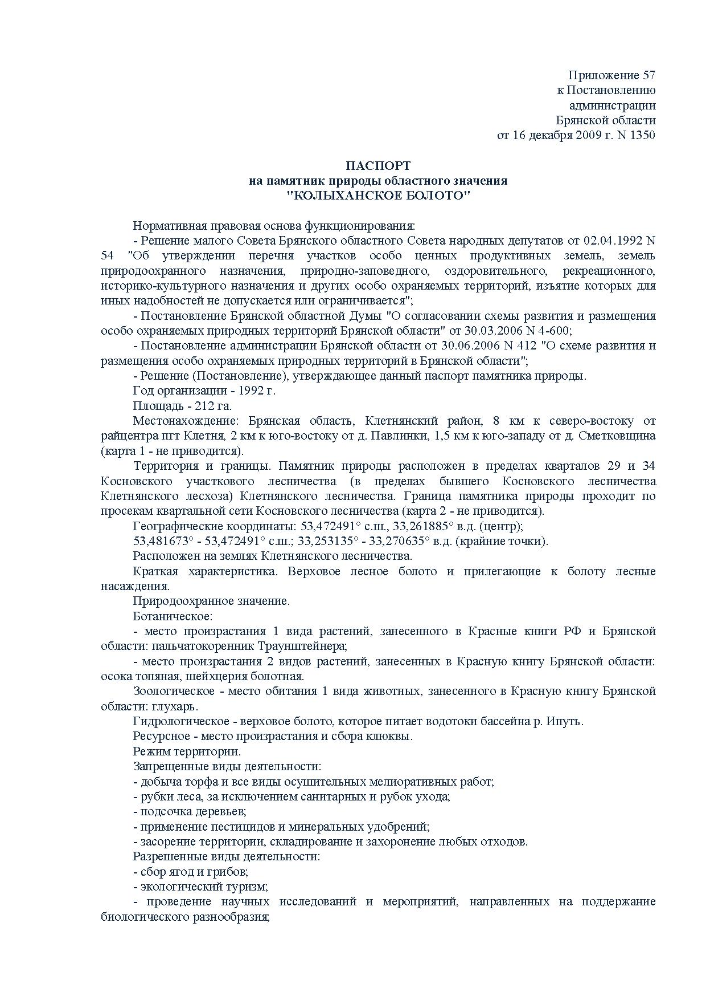 Приложение 57
к Постановлению
администрации
Брянской области
от 16 декабря 2009 г. N 1350
ПАСПОРТ
на памятник природы областного значения
"КОЛЫХАНСКОЕ БОЛОТО"
Нормативная правовая основа функционирования:
- Решение малого Совета Брянского областного Совета народных депутатов от 02.04.1992 N
54 "Об утверждении перечня участков особо ценных продуктивных земель, земель
природоохранного назначения, природно-заповедного, оздоровительного, рекреационного,
историко-культурного назначения и других особо охраняемых территорий, изъятие которых для
иных надобностей не допускается или ограничивается";
- Постановление Брянской областной Думы "О согласовании схемы развития и размещения
особо охраняемых природных территорий Брянской области" от 30.03.2006 N 4-600;
- Постановление администрации Брянской области от 30.06.2006 N 412 "О схеме развития и
размещения особо охраняемых природных территорий в Брянской области";
- Решение (Постановление), утверждающее данный паспорт памятника природы.
Год организации - 1992 г.
Площадь - 212 га.
Местонахождение: Брянская область, Клетнянский район, 8 км к северо-востоку от
райцентра пгт Клетня, 2 км к юго-востоку от д. Павлинки, 1,5 км к юго-западу от д. Сметковщина
(карта 1 - не приводится).
Территория и границы. Памятник природы расположен в пределах кварталов 29 и 34
Косновского участкового лесничества (в пределах бывшего Косновского лесничества
Клетнянского лесхоза) Клетнянского лесничества. Граница памятника природы проходит по
просекам квартальной сети Косновского лесничества (карта 2 - не приводится).
Географические координаты: 53,472491° с.ш., 33,261885° в.д. (центр);
53,481673° - 53,472491° с.ш.; 33,253135° - 33,270635° в.д. (крайние точки).
Расположен на землях Клетнянского лесничества.
Краткая характеристика. Верховое лесное болото и прилегающие к болоту лесные
насаждения.
Природоохранное значение.
Ботаническое:
- место произрастания 1 вида растений, занесенного в Красные книги РФ и Брянской
области: пальчатокоренник Траунштейнера;
- место произрастания 2 видов растений, занесенных в Красную книгу Брянской области:
осока топяная, шейхцерия болотная.
Зоологическое - место обитания 1 вида животных, занесенного в Красную книгу Брянской
области: глухарь.
Гидрологическое - верховое болото, которое питает водотоки бассейна р. Ипуть.
Ресурсное - место произрастания и сбора клюквы.
Режим территории.
Запрещенные виды деятельности:
- добыча торфа и все виды осушительных мелиоративных работ;
- рубки леса, за исключением санитарных и рубок ухода;
- подсочка деревьев;
- применение пестицидов и минеральных удобрений;
- засорение территории, складирование и захоронение любых отходов.
Разрешенные виды деятельности:
- сбор ягод и грибов;
- экологический туризм;
- проведение научных исследований и мероприятий, направленных на поддержание
биологического разнообразия;